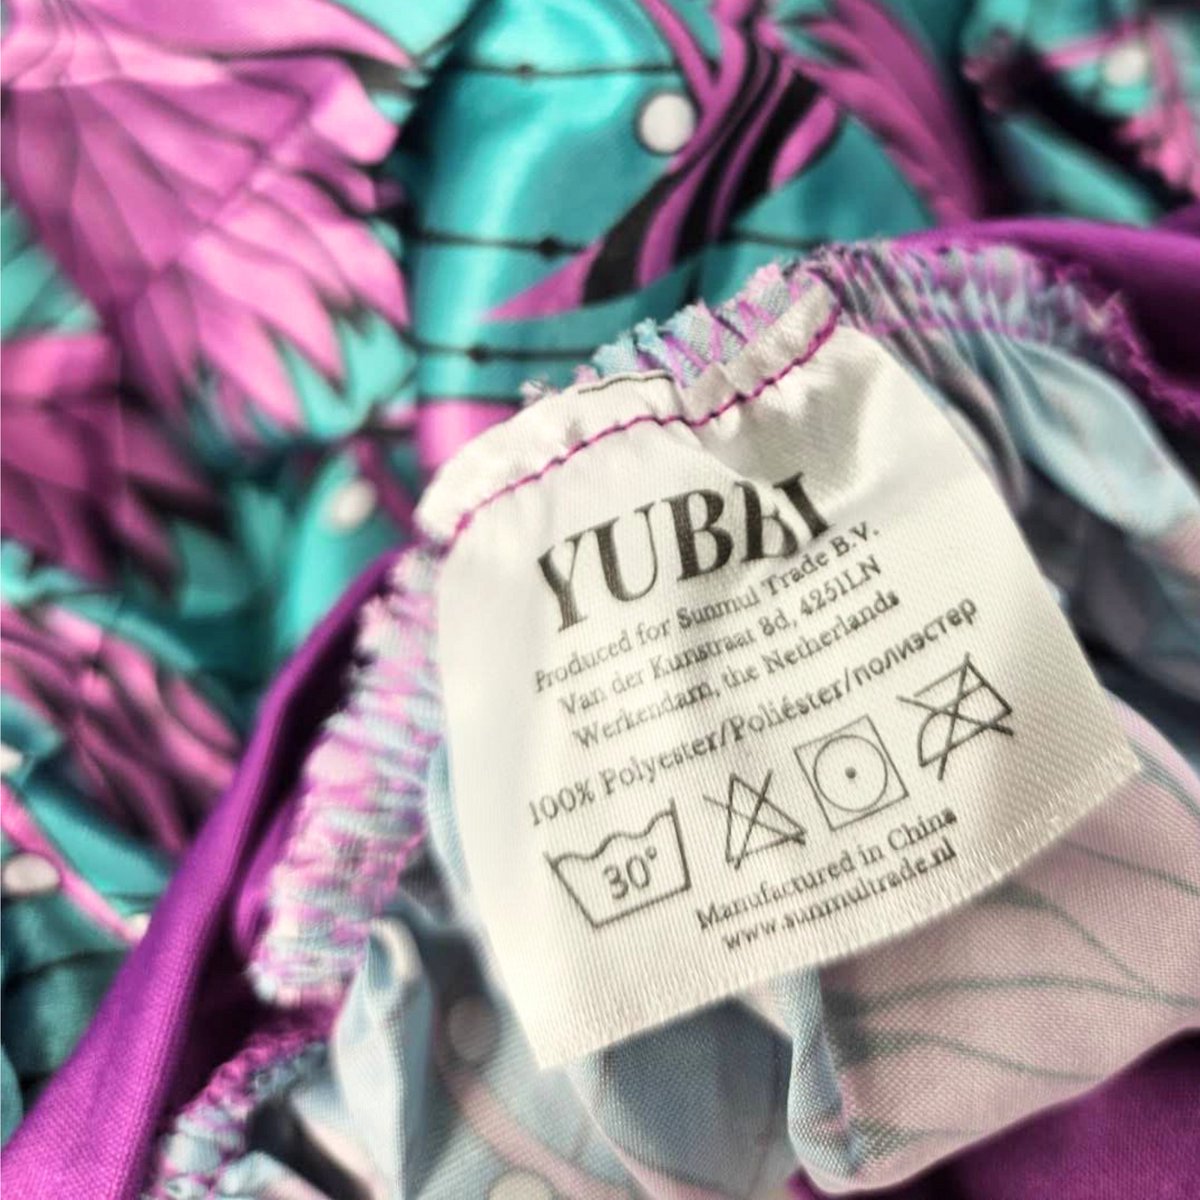 YUBBI
Produced for Sunmul Trade B.V.
Van der Kunstraat 8d, 4251LN
Werkendam, the Netherlands
100% Polyester/Poliéster/полиэстер
30°
Manufactured in China
www.sunmultrade.nl